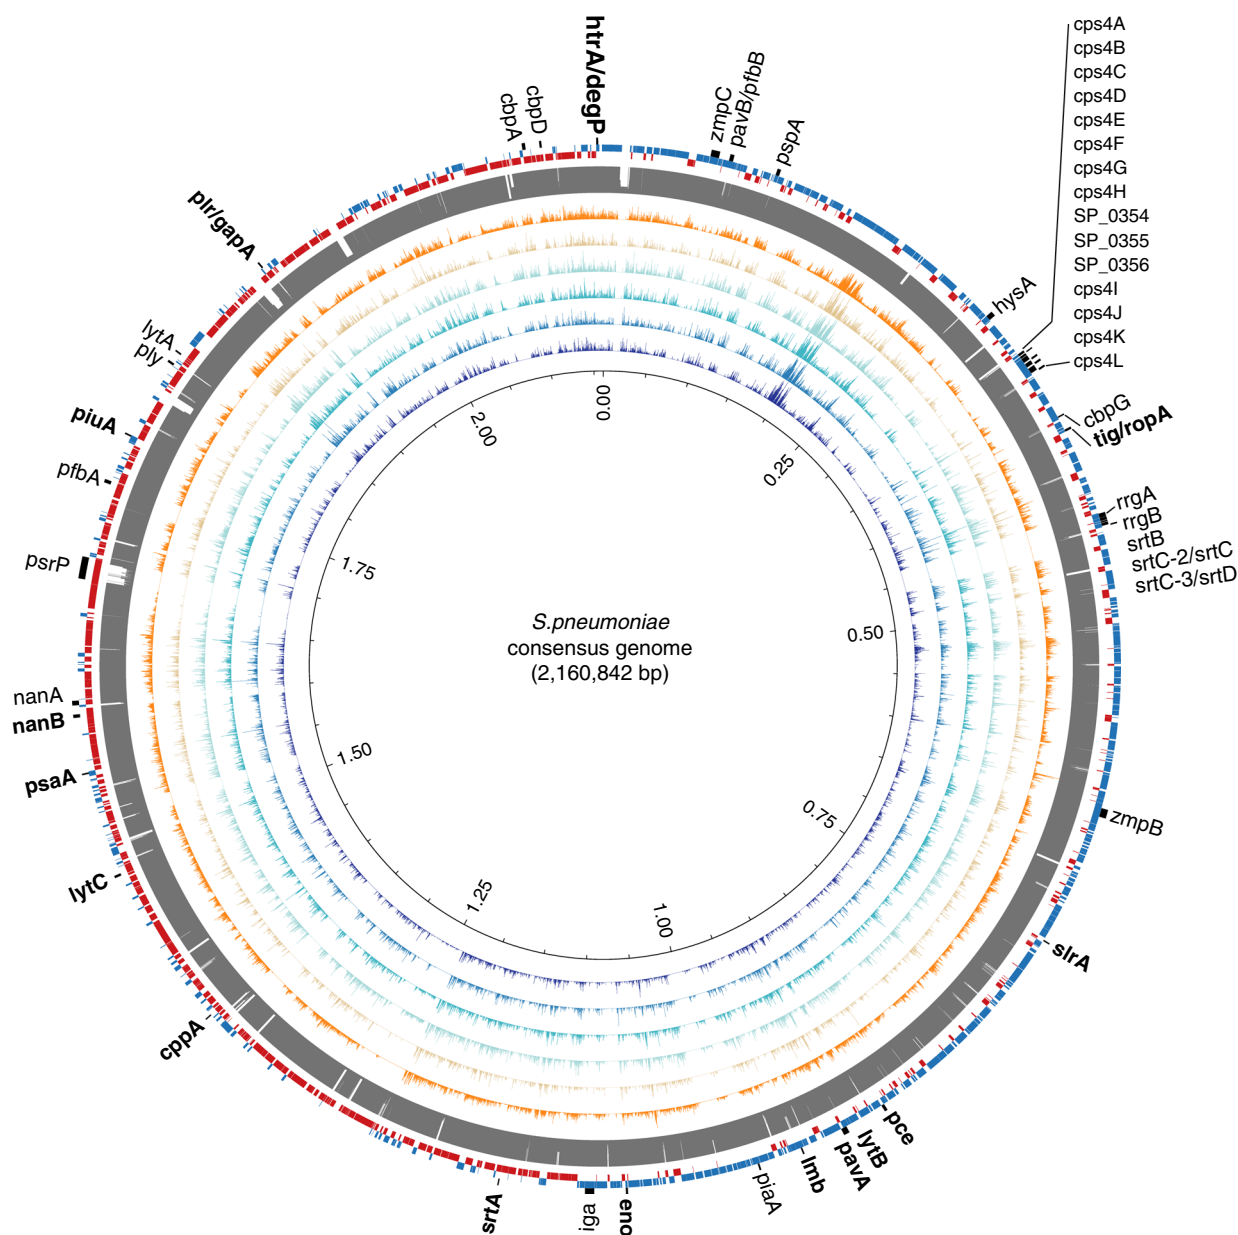 htrA/degP
cbpD
cbpA
zmpC
pavB/pfbB
pspA
cps4A
cps4B
cps4C
cps4D
cps4E
cps4F
cps4G
cps4H
SP_0354
SP_0355
SP_0356
cps4I
cps4J
cps4K
cps4L
hysA
cbpG
tig/ropA
rrgA
rrgB
srtB
srtC-2/srtC
srtC-3/srtD
zmpB
slrA
pce
lytB
pavA
lmb
piaA
eno
iga
srtA
cppA
lytC
psaA
nanB
nanA
psrP
pfbA
piuA
ply
lytA
plr/gapA
0.00
0.25
0.50
0.75
1.00
1.25
1.50
1.75
2.00
S.pneumoniae
consensus genome
(2,160,842 bp)